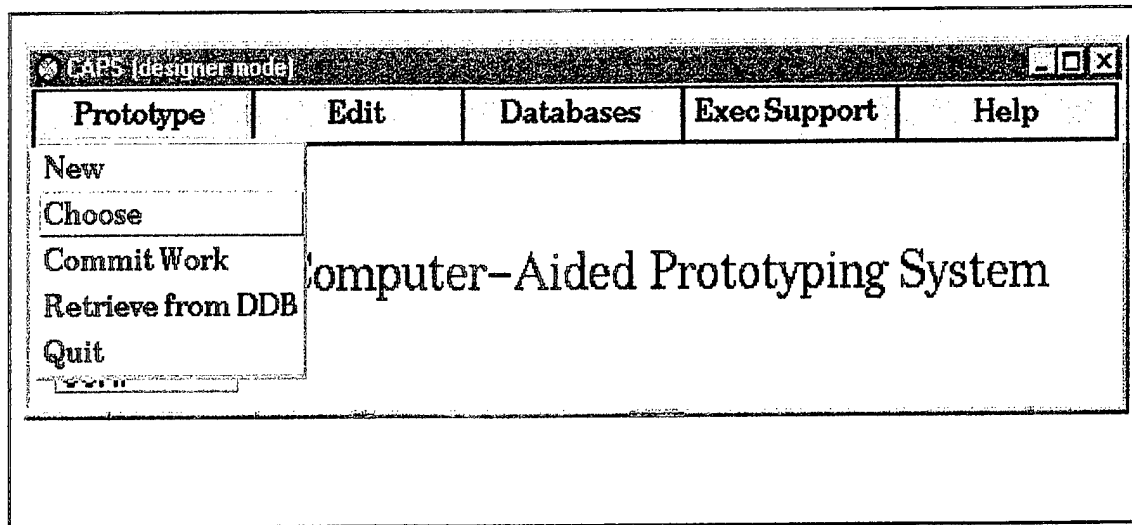 CAPS (designer mode)
Prototype Edit Databases Exec Support Help
New
Choose
Commit Work
Computer-Aided Prototyping System
Retrieve from DDB
Quit